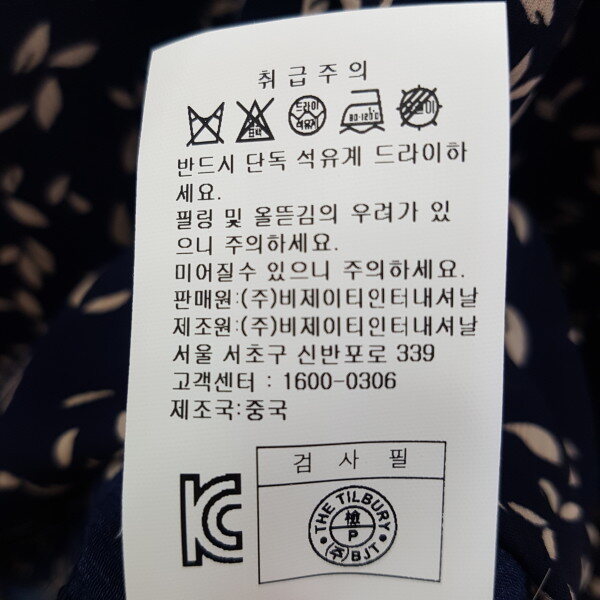 취급주의
드라이
석유계
80-120℃
반드시 단독 석유계 드라이하
세요.
필링 및 올뜯김의 우려가 있
으니 주의하세요.
미어질수 있으니 주의하세요.
판매원:(주)비제이티인터내셔날
제조원:(주)비제이티인터내셔날
서울 서초구 신반포로 339
고객센터 : 1600-0306
제조국:중국
검사필
THE TILBURY
檢
P
(주)BJT